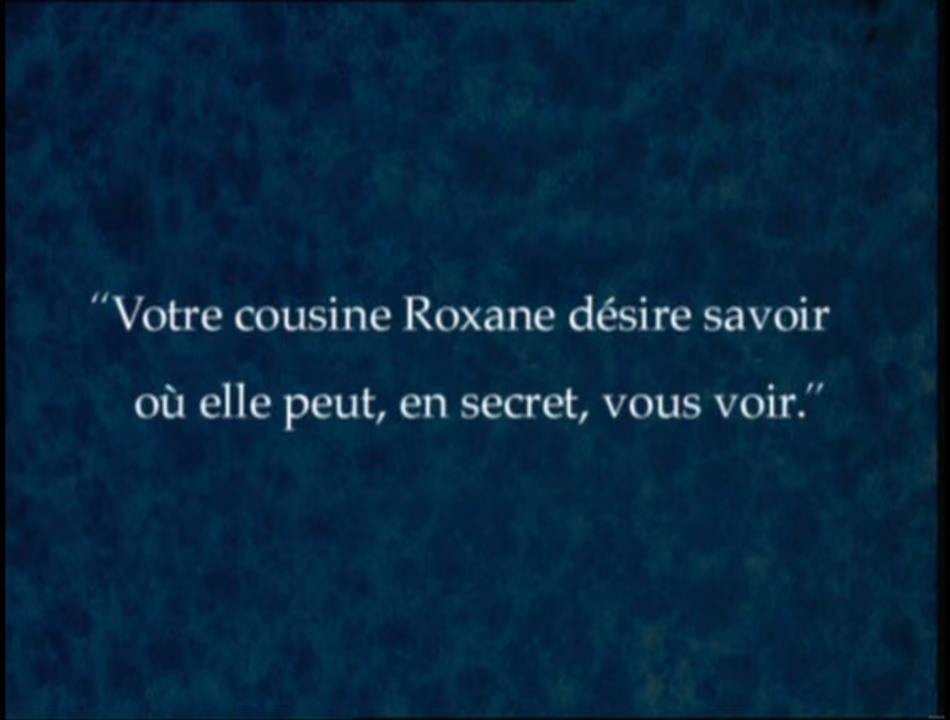 “Votre cousine Roxane désire savoir
où elle peut, en secret, vous voir.”